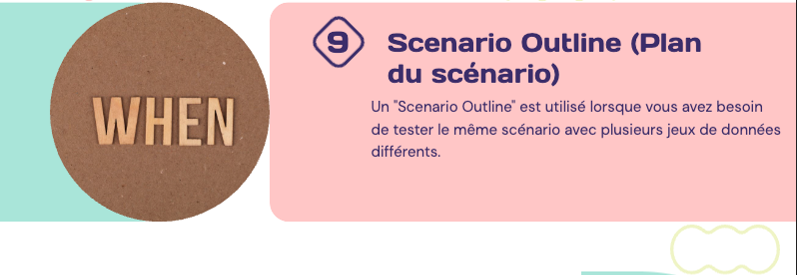 WHEN
9
Scenario Outline (Plan
du scénario)
Un "Scenario Outline" est utilisé lorsque vous avez besoin
de tester le même scénario avec plusieurs jeux de données
différents.